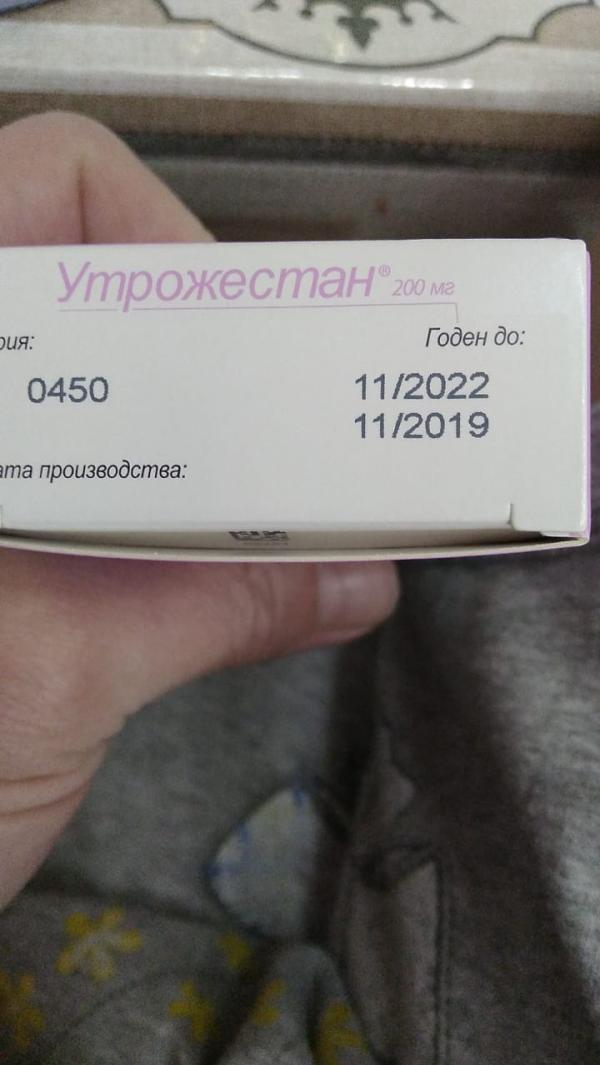 Утрожестан® 200 мг
рия: Годен до:
0450 11/2022
11/2019
ата производства: